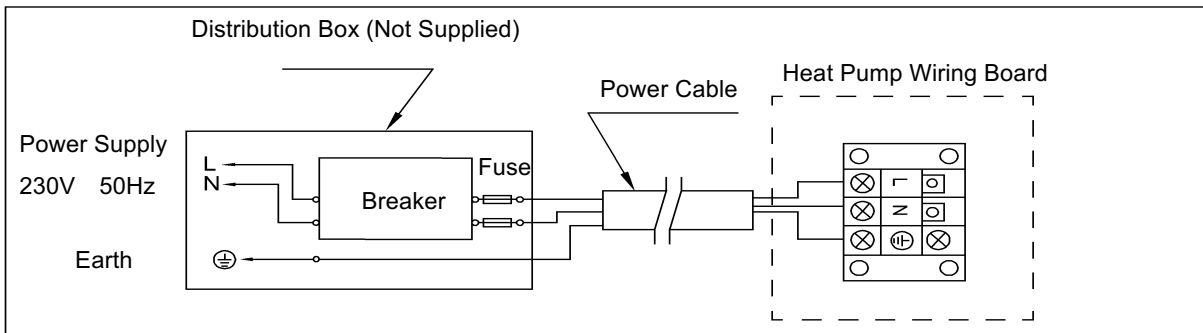 Distribution Box (Not Supplied)
Heat Pump Wiring Board
Power Cable
Power Supply
230V 50Hz
L
N
Fuse
Breaker
Earth
L
N